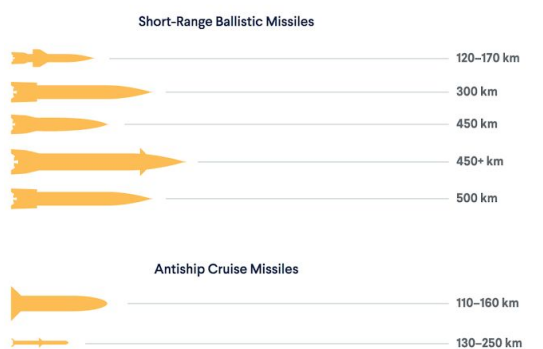 Short-Range Ballistic Missiles
120–170 km
300 km
450 km
450+ km
500 km
Antiship Cruise Missiles
110–160 km
130–250 km